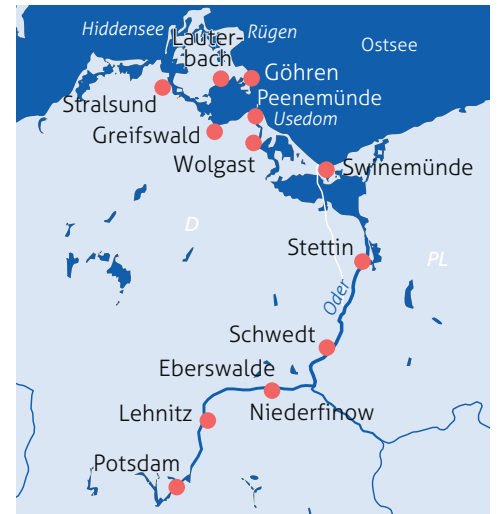 Hiddensee
Rügen
Lauter-
bach
Ostsee
Göhren
Stralsund
Peenemünde
Usedom
Greifswald
Wolgast
Swinemünde
D
Stettin
PL
Oder
Schwedt
Eberswalde
Lehnitz
Niederfinow
Potsdam